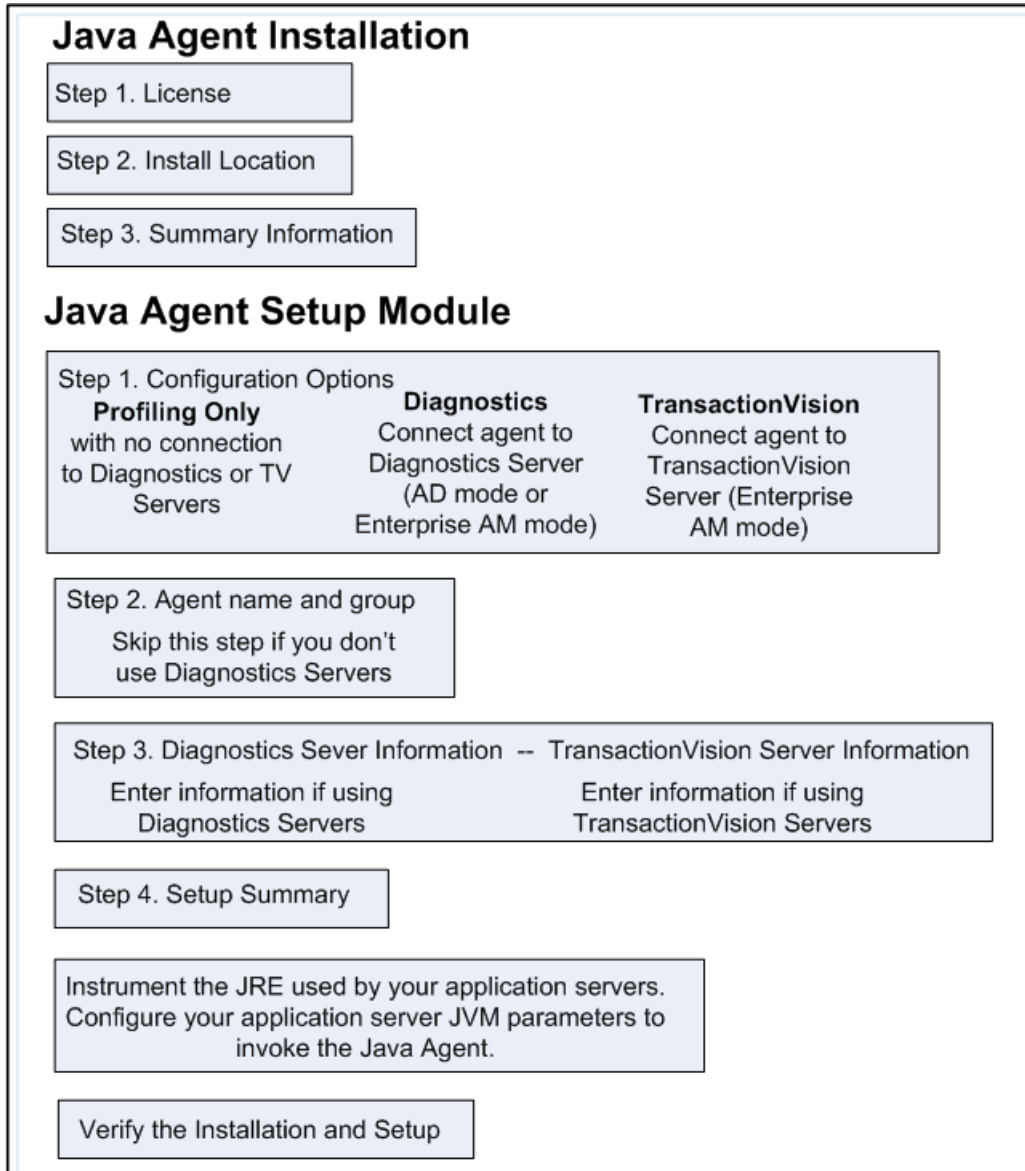 Java Agent Installation
Step 1. License
Step 2. Install Location
Step 3. Summary Information
Java Agent Setup Module
Step 1. Configuration Options
Profiling Only
with no connection
to Diagnostics or TV
Servers
Diagnostics
Connect agent to
Diagnostics Server
(AD mode or
Enterprise AM mode)
TransactionVision
Connect agent to
TransactionVision
Server (Enterprise
AM mode)
Step 2. Agent name and group
Skip this step if you don't
use Diagnostics Servers
Step 3. Diagnostics Sever Information -- TransactionVision Server Information
Enter information if using
Diagnostics Servers
Enter information if using
TransactionVision Servers
Step 4. Setup Summary
Instrument the JRE used by your application servers.
Configure your application server JVM parameters to
invoke the Java Agent.
Verify the Installation and Setup